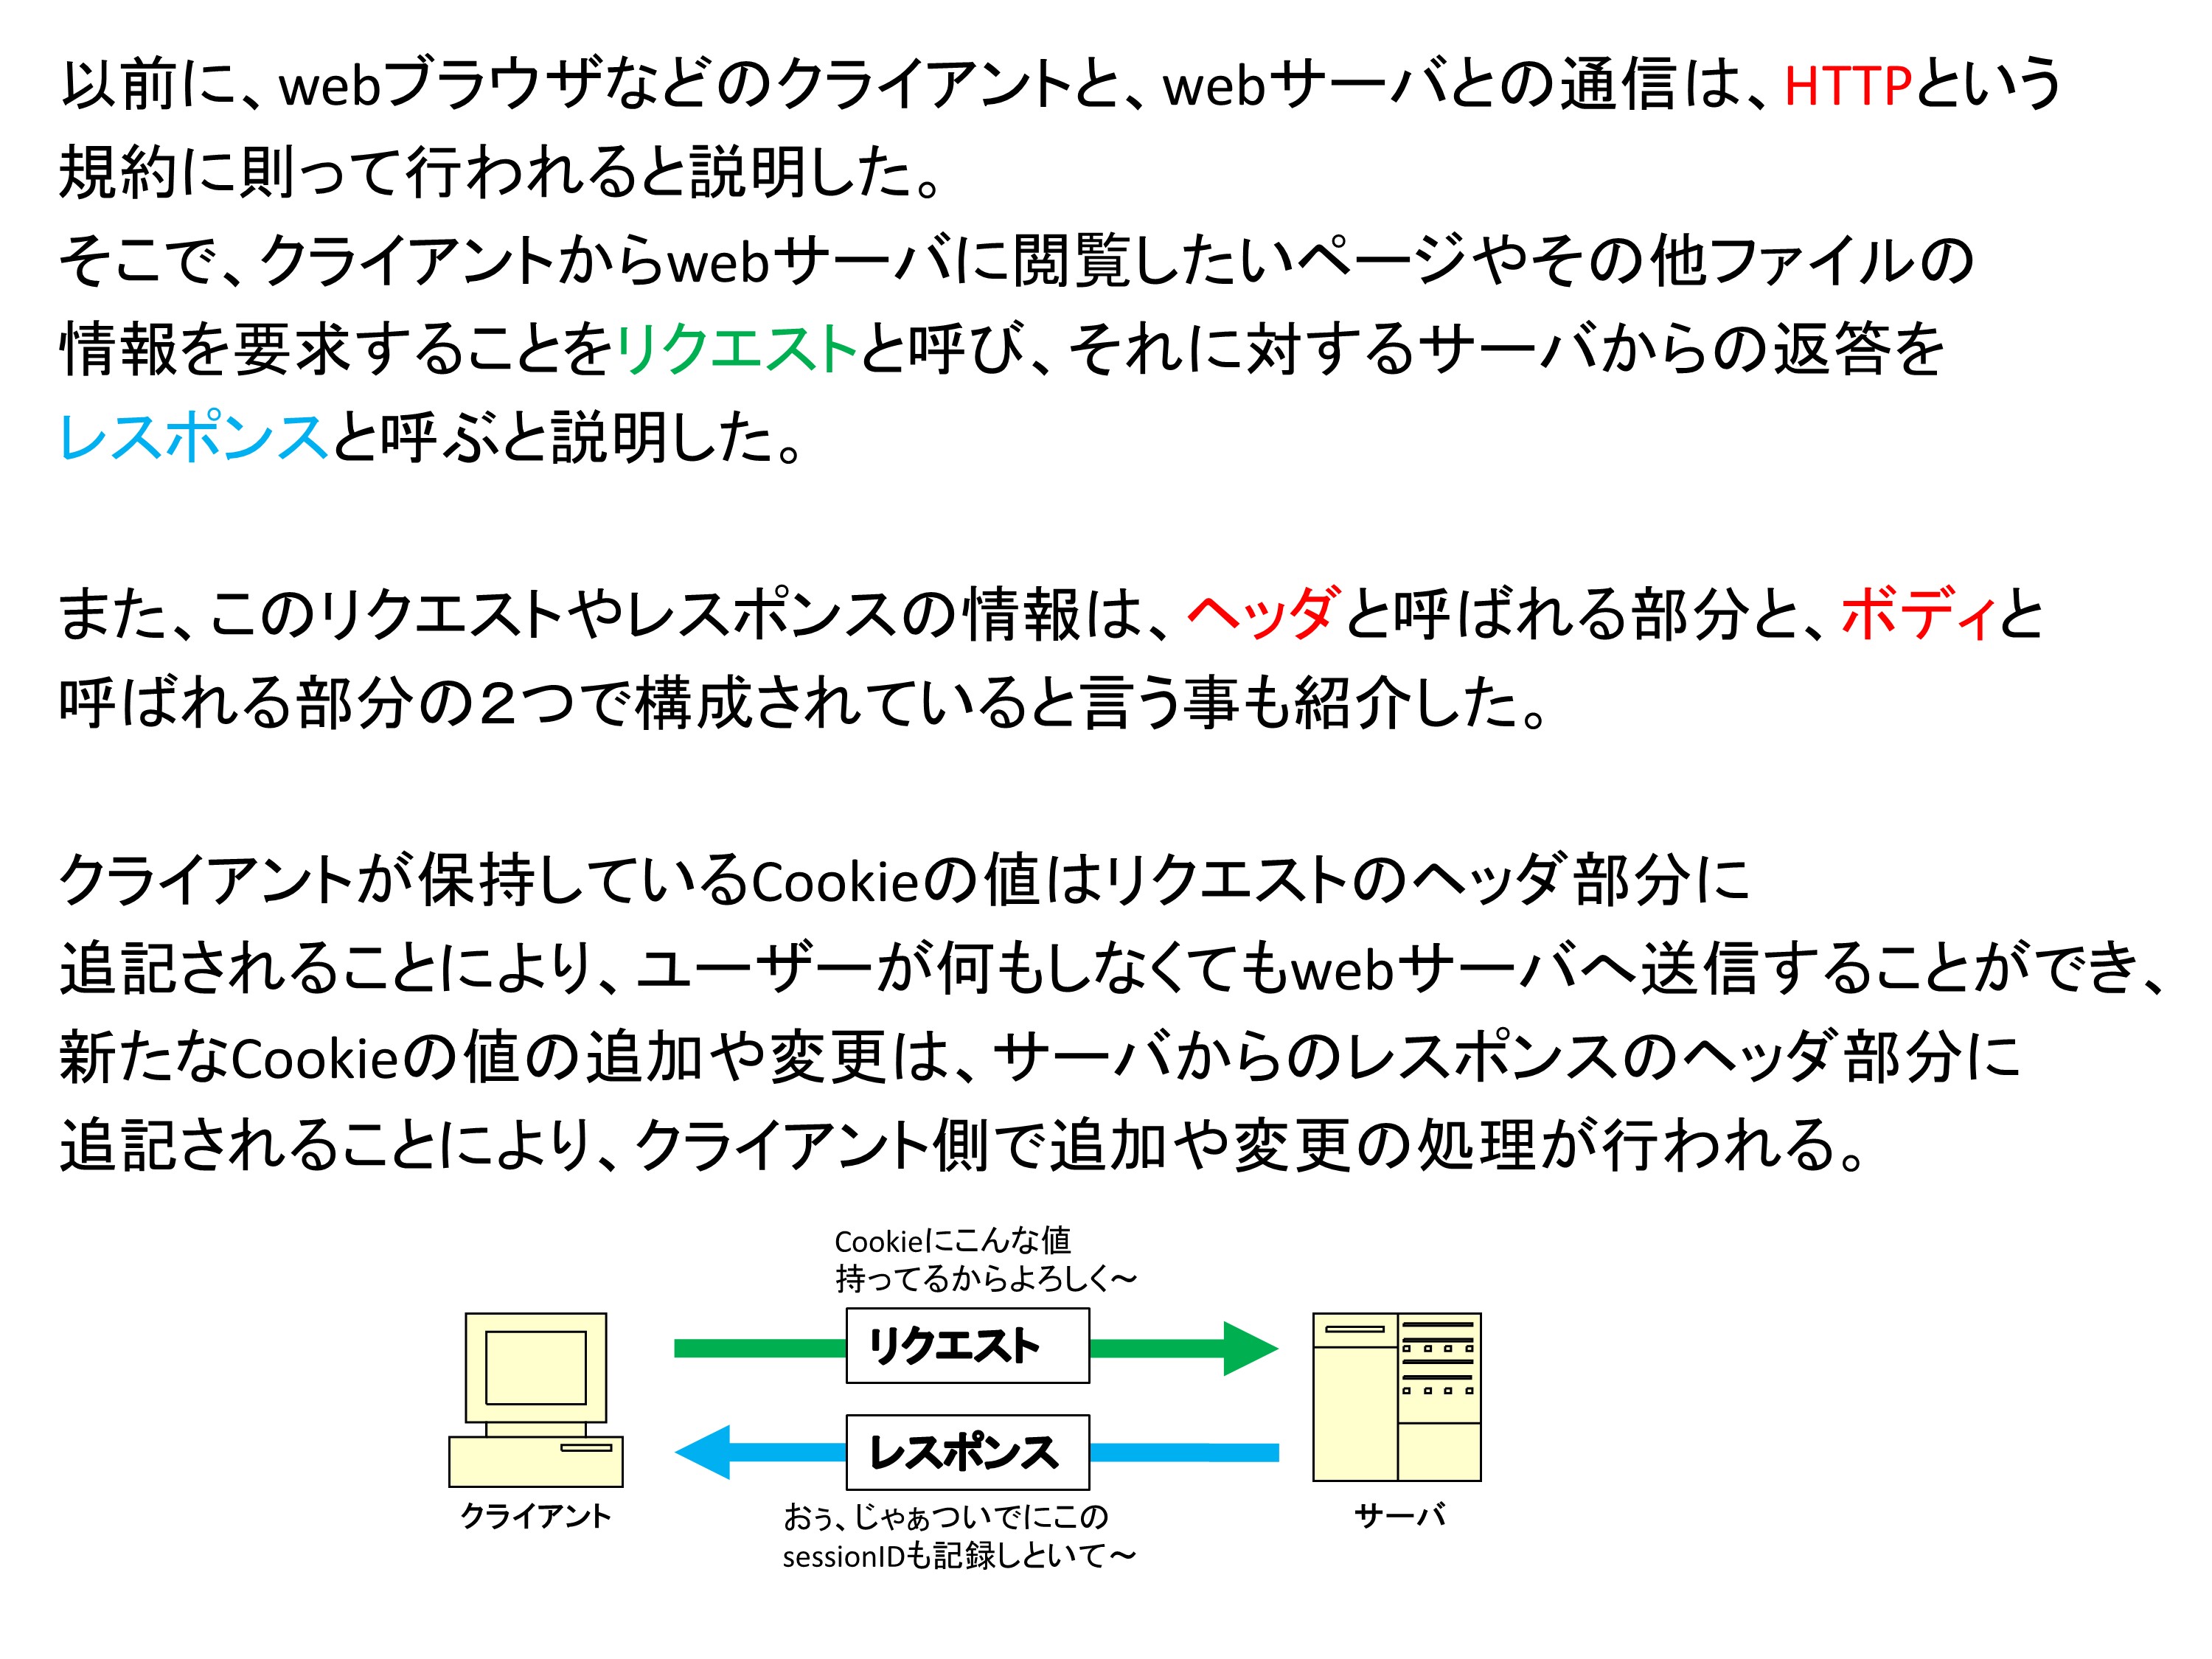 以前に、webブラウザなどのクライアントと、webサーバとの通信は、HTTPという
規約に則って行われると説明した。
そこで、クライアントからwebサーバに閲覧したいページやその他ファイルの
情報を要求することをリクエストと呼び、それに対するサーバからの返答を
レスポンスと呼ぶと説明した。
また、このリクエストやレスポンスの情報は、ヘッダと呼ばれる部分と、ボディと
呼ばれる部分の２つで構成されていると言う事も紹介した。
クライアントが保持しているCookieの値はリクエストのヘッダ部分に
追記されることにより、ユーザーが何もしなくてもwebサーバへ送信することができ、
新たなCookieの値の追加や変更は、サーバからのレスポンスのヘッダ部分に
追記されることにより、クライアント側で追加や変更の処理が行われる。
Cookieにこんな値
持ってるからよろしく～
リクエスト
レスポンス
クライアント
サーバ
おぅ、じゃぁついでにこの
sessionIDも記録しといて～